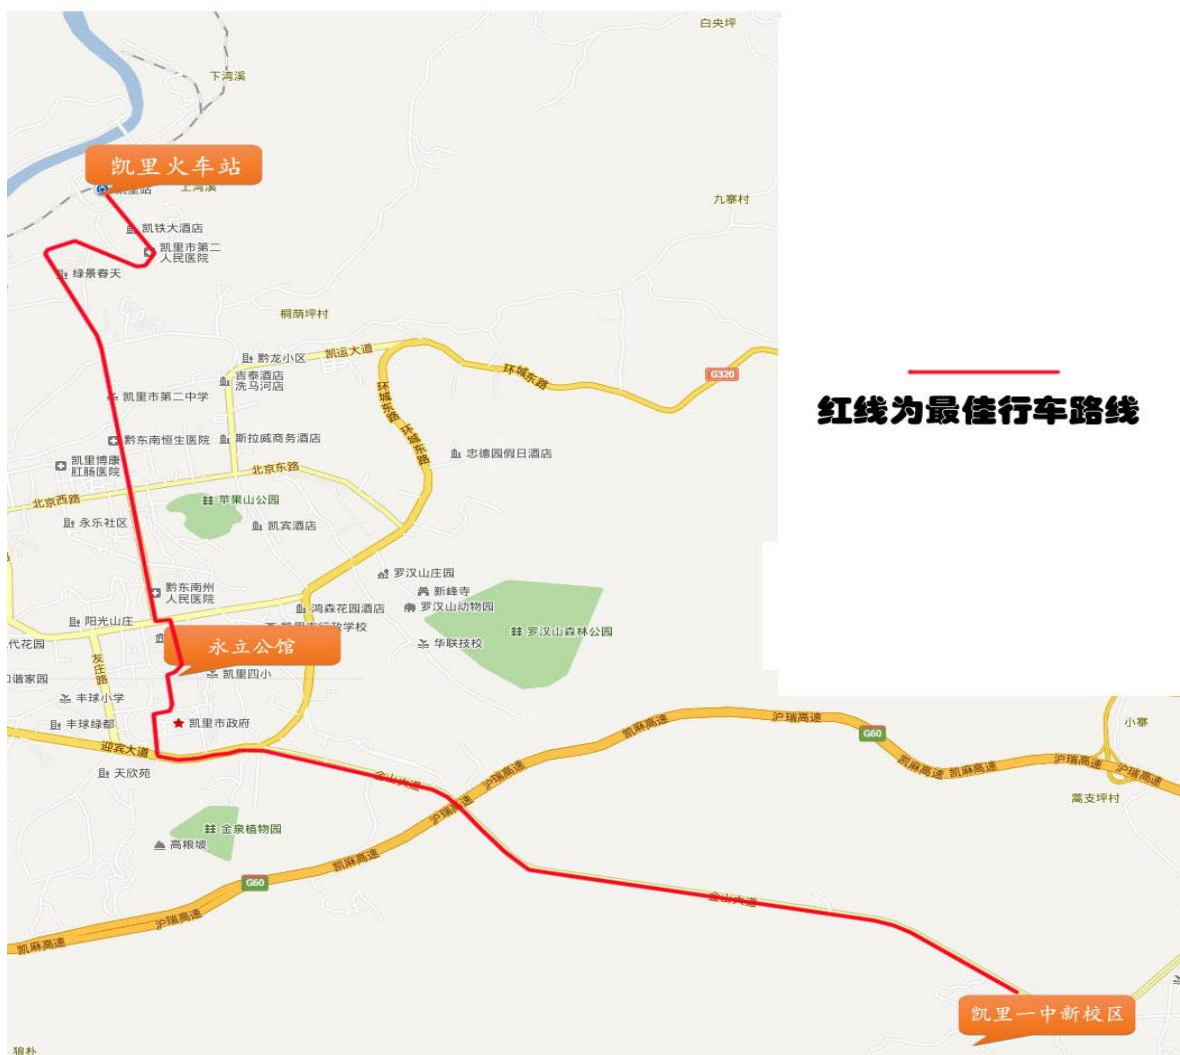 白央坪
下湾溪
凯里火车站
凯里站
上湾溪
九寨村
凯铁大酒店
凯里市第二
人民医院
绿景春天
桐荫坪村
凯运大道
黔龙小区
环城东路
吉泰酒店
洗马河店
环城东路
红线为最佳行车路线
凯里市第二中学
环城东路
黔东南恒生医院
斯拉威商务酒店
忠德园假日酒店
凯里博康
肛肠医院
北京东路
北京西路
苹果山公园
永乐社区
凯宾酒店
罗汉山庄园
黔东南州
人民医院
新峰寺
鸿森花园酒店
罗汉山动物园
阳光山庄
罗汉山森林公园
代花园
永立公馆
华联技校
友庄路
凯里四小
谐家园
丰球小学
丰球绿都
凯里市政府
沪瑞高速
小寨
凯麻高速
G60
迎宾大道
沪瑞高速
凯麻高速
凯麻高速
沪瑞高速
沪瑞高速
天欣苑
金山大道
蒿支坪村
沪瑞高速
金泉植物园
高粮坡
凯麻高速
G60
金山大道
沪瑞高速
凯麻高速
凯里一中新校区
狼朴